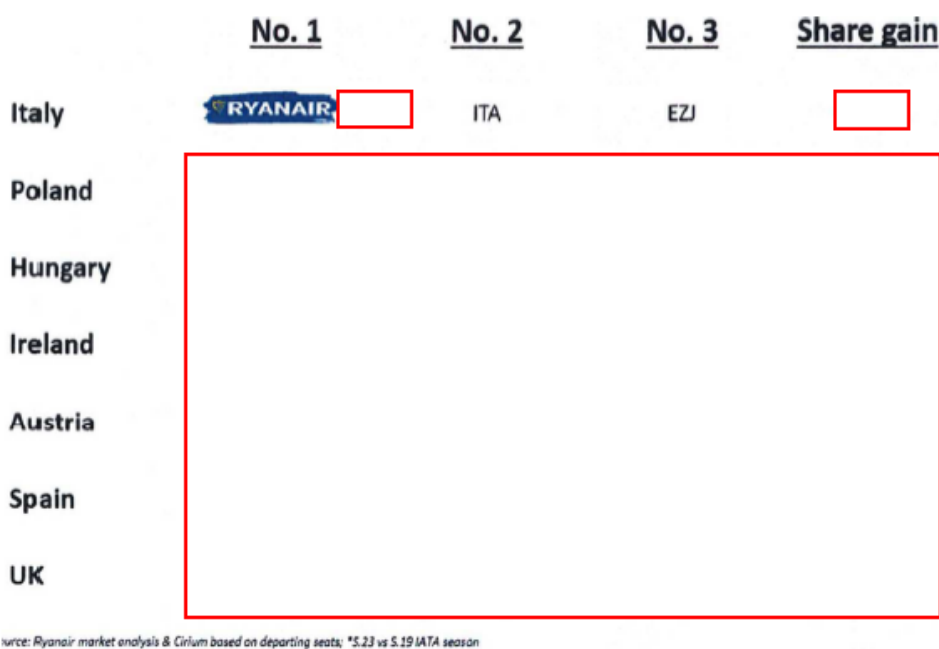 No. 1 No. 2 No. 3 Share gain
Italy RYANAIR ITA EZJ
Poland
Hungary
Ireland
Austria
Spain
UK
urce: Ryanair market analysis & Cirium based on departing seats; *S.23 vs S.19 IATA season